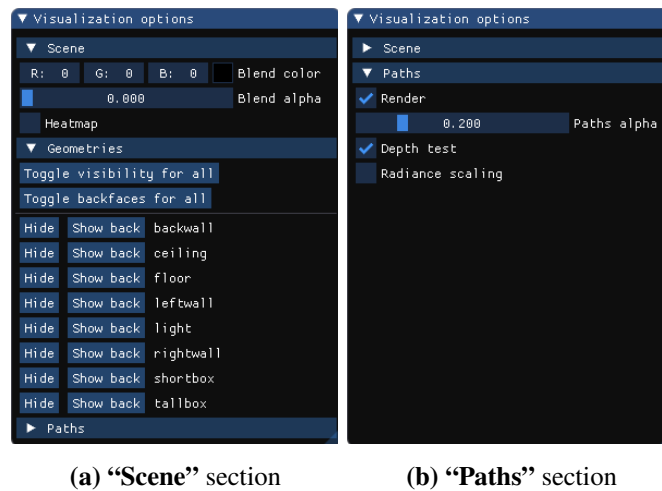 Visualization options
Scene
R: 0 G: 0 B: 0 Blend color
0.000 Blend alpha
Heatmap
Geometries
Toggle visibility for all
Toggle backfaces for all
Hide Show back backwall
Hide Show back ceiling
Hide Show back floor
Hide Show back leftwall
Hide Show back light
Hide Show back rightwall
Hide Show back shortbox
Hide Show back tallbox
Paths
(a) “Scene” section
Visualization options
Scene
Paths
Render
0.200 Paths alpha
Depth test
Radiance scaling
(b) “Paths” section